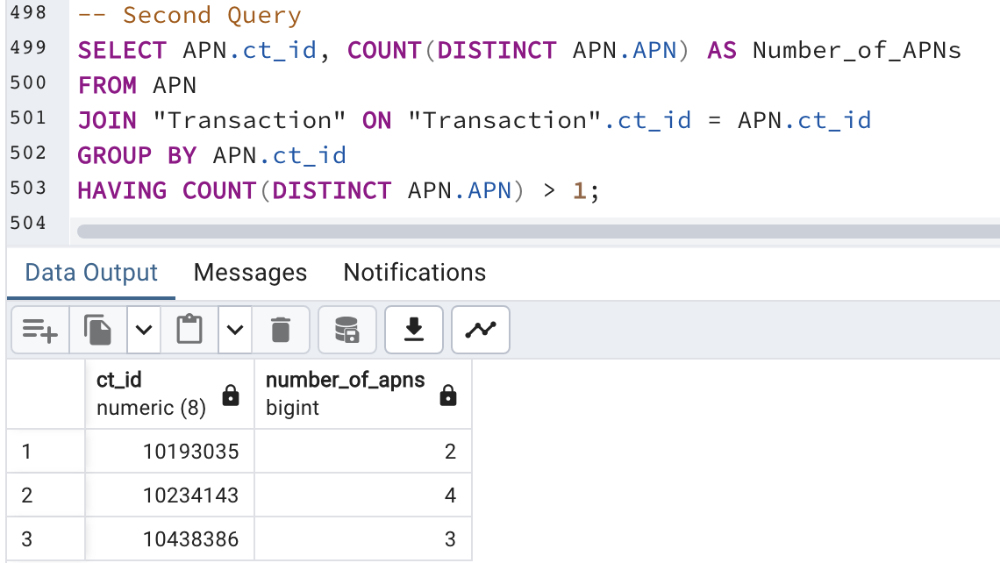 498 -- Second Query
499 SELECT APN.ct_id, COUNT(DISTINCT APN.APN) AS Number_of_APNs
500 FROM APN
501 JOIN "Transaction" ON "Transaction".ct_id = APN.ct_id
502 GROUP BY APN.ct_id
503 HAVING COUNT(DISTINCT APN.APN) > 1;
504
Data Output Messages Notifications
ct_id number_of_apns
numeric (8) bigint
1 10193035 2
2 10234143 4
3 10438386 3